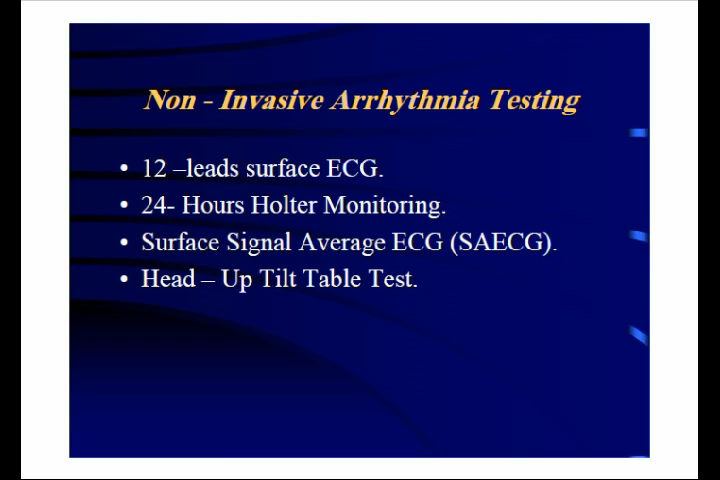 Non - Invasive Arrhythmia Testing
• 12 –leads surface ECG.
• 24- Hours Holter Monitoring.
• Surface Signal Average ECG (SAECG).
• Head – Up Tilt Table Test.